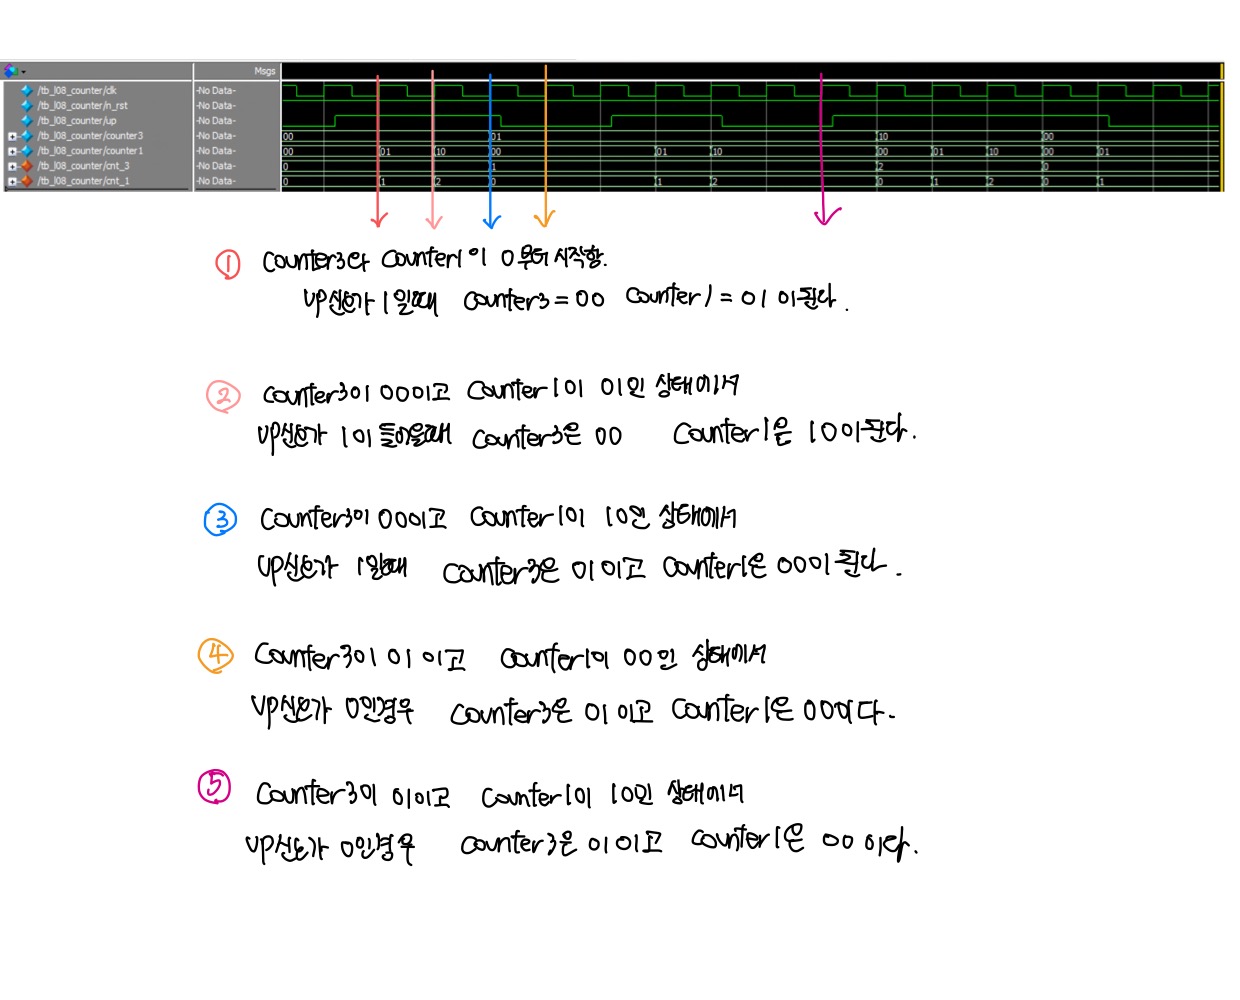 Msgs
/tb_l08_counter/clk -No Data-
/tb_l08_counter/n_rst -No Data-
/tb_l08_counter/up -No Data-
/tb_l08_counter/counter3 -No Data- 00 01 10 00
/tb_l08_counter/counter1 -No Data- 00 01 10 00 01 10 00 01 10 00 01
/tb_l08_counter/cnt_3 -No Data- 0 1 2 0
/tb_l08_counter/cnt_1 -No Data- 0 1 2 0 1 2 0 1 2 0 1
① Counter3와 Counter1이 0부터 시작함.
UP신호가 1일때 Counter3=00 Counter1=01이된다.
② Counter3이 00이고 Counter1이 01인 상태에서
UP신호가 1이 들어올때 Counter3은 00 Counter1은 10이된다.
③ Counter3이 00이고 Counter1이 10인 상태에서
UP신호가 1일때 Counter3은 01이고 Counter1은 00이 된다.
④ Counter3이 01이고 Counter1이 00인 상태에서
UP신호가 0인경우 Counter3은 01이고 Counter1은 00이다.
⑤ Counter3이 01이고 Counter1이 10인 상태에서
UP신호가 0인경우 Counter3은 01이고 Counter1은 00이다.